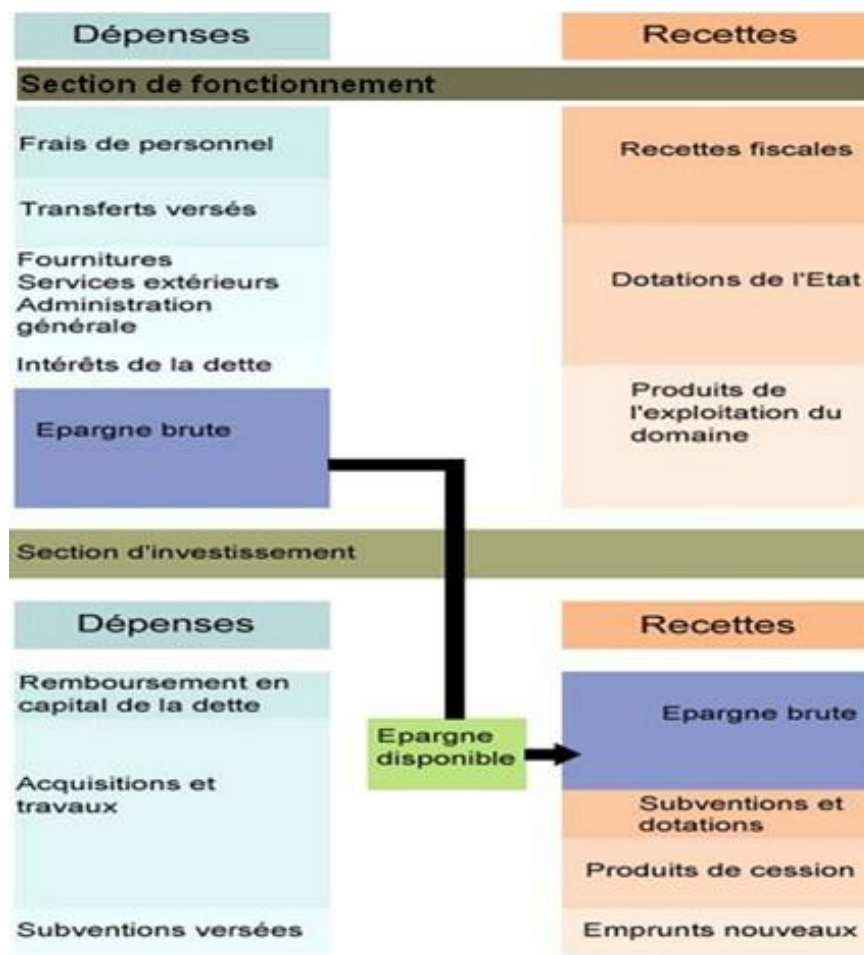 Dépenses
Recettes
Section de fonctionnement
Frais de personnel
Transferts versés
Fournitures
Services extérieurs
Administration
générale
Intérêts de la dette
Epargne brute
Recettes fiscales
Dotations de l'Etat
Produits de
l'exploitation du
domaine
Section d'investissement
Dépenses
Recettes
Remboursement en
capital de la dette
Acquisitions et
travaux
Subventions versées
Epargne
disponible
Epargne brute
Subventions et
dotations
Produits de cession
Emprunts nouveaux